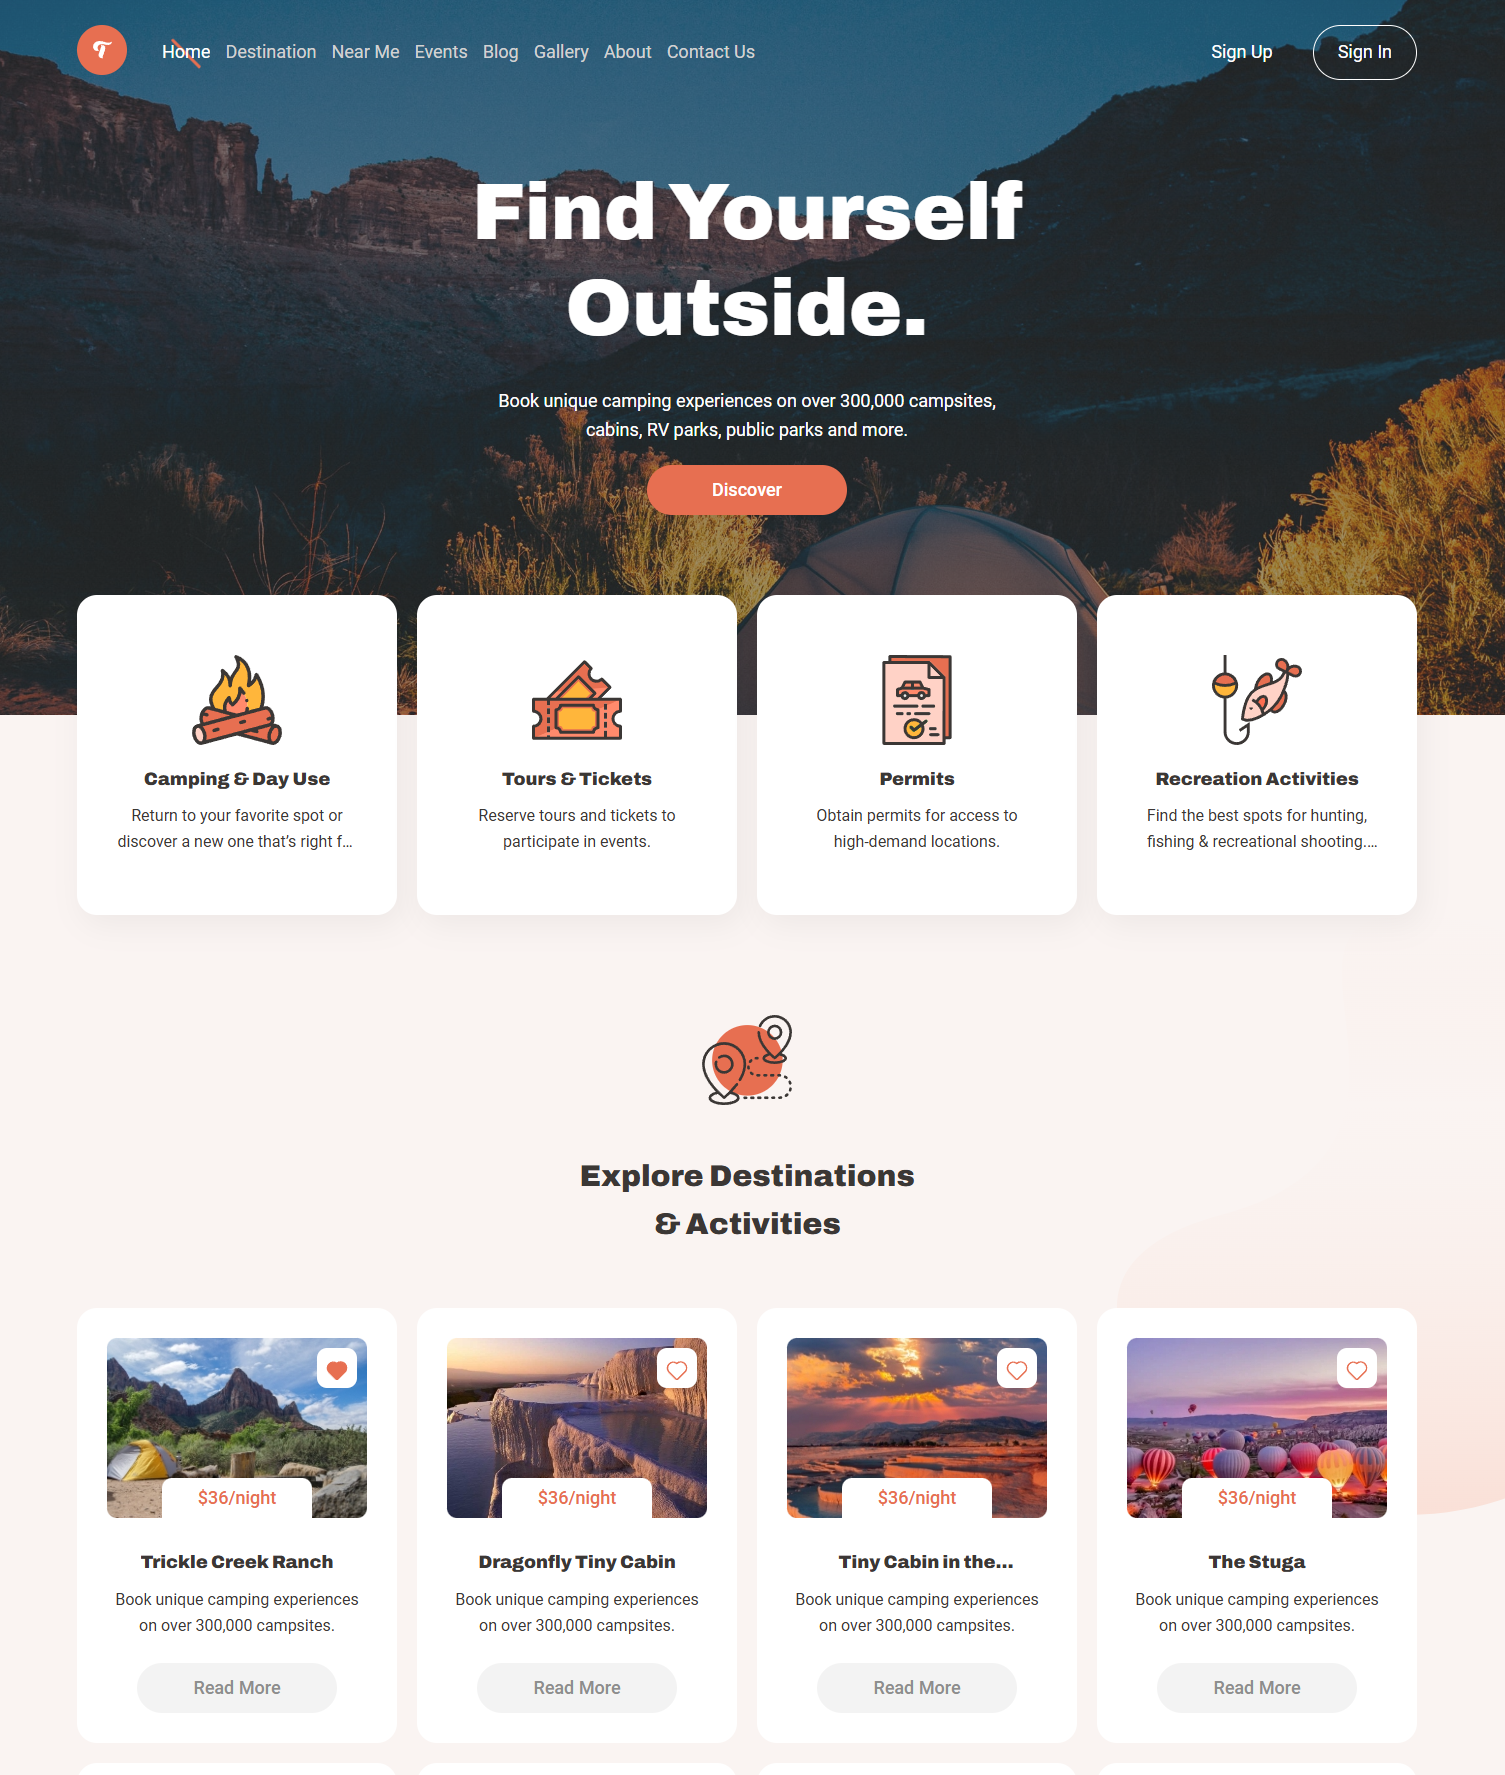 T
Home Destination Near Me Events Blog Gallery About Contact Us Sign Up Sign In
Find Yourself
Outside.
Book unique camping experiences on over 300,000 campsites,
cabins, RV parks, public parks and more.
Discover
Camping & Day Use
Return to your favorite spot or
discover a new one that’s right f...
Tours & Tickets
Reserve tours and tickets to
participate in events.
Permits
Obtain permits for access to
high-demand locations.
Recreation Activities
Find the best spots for hunting,
fishing & recreational shooting....
Explore Destinations
& Activities
$36/night
Trickle Creek Ranch
Book unique camping experiences
on over 300,000 campsites.
Read More
$36/night
Dragonfly Tiny Cabin
Book unique camping experiences
on over 300,000 campsites.
Read More
$36/night
Tiny Cabin in the...
Book unique camping experiences
on over 300,000 campsites.
Read More
$36/night
The Stuga
Book unique camping experiences
on over 300,000 campsites.
Read More